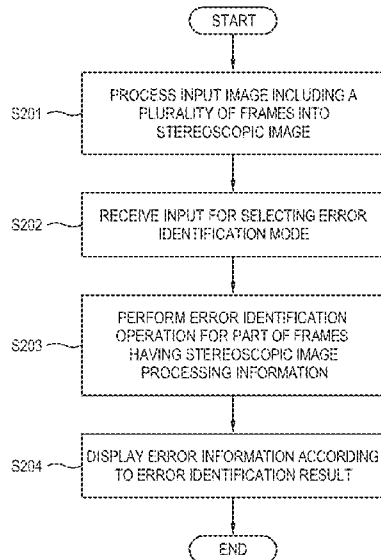 START
S201
PROCESS INPUT IMAGE INCLUDING A
PLURALITY OF FRAMES INTO
STEREOSCOPIC IMAGE
S202
RECEIVE INPUT FOR SELECTING ERROR
IDENTIFICATION MODE
S203
PERFORM ERROR IDENTIFICATION
OPERATION FOR PART OF FRAMES
HAVING STEREOSCOPIC IMAGE
PROCESSING INFORMATION
S204
DISPLAY ERROR INFORMATION ACCORDING
TO ERROR IDENTIFICATION RESULT
END